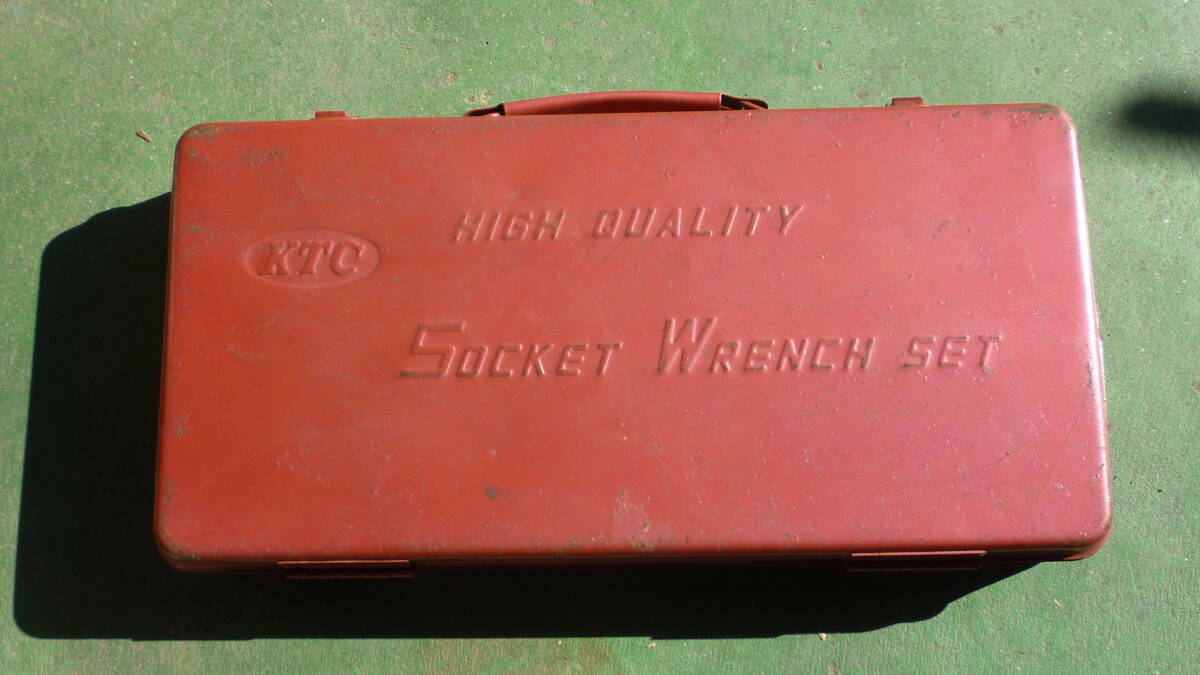 HIGH QUALITY
KTC
SOCKET WRENCH SET